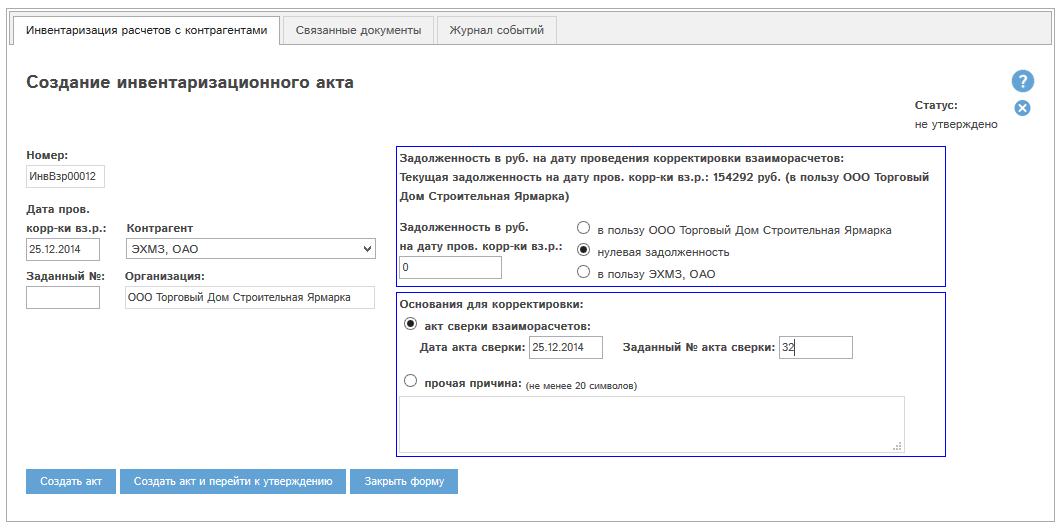 Инвентаризация расчетов с контрагентами
Связанные документы
Журнал событий
Создание инвентаризационного акта
?
Статус:
не утверждено
Номер:
ИнвВзр00012
Дата пров.
корр-ки вз.р.:
Контрагент
25.12.2014
ЭХМЗ, ОАО
Заданный №:
Организация:
ООО Торговый Дом Строительная Ярмарка
Задолженность в руб. на дату проведения корректировки взаиморасчетов:
Текущая задолженность на дату пров. корр-ки вз.р.: 154292 руб. (в пользу ООО Торговый
Дом Строительная Ярмарка)
Задолженность в руб.
на дату пров. корр-ки вз.р.:
0
в пользу ООО Торговый Дом Строительная Ярмарка
нулевая задолженность
в пользу ЭХМЗ, ОАО
Основания для корректировки:
акт сверки взаиморасчетов:
Дата акта сверки: 25.12.2014 Заданный № акта сверки: 32
прочая причина: (не менее 20 символов)
Создать акт
Создать акт и перейти к утверждению
Закрыть форму